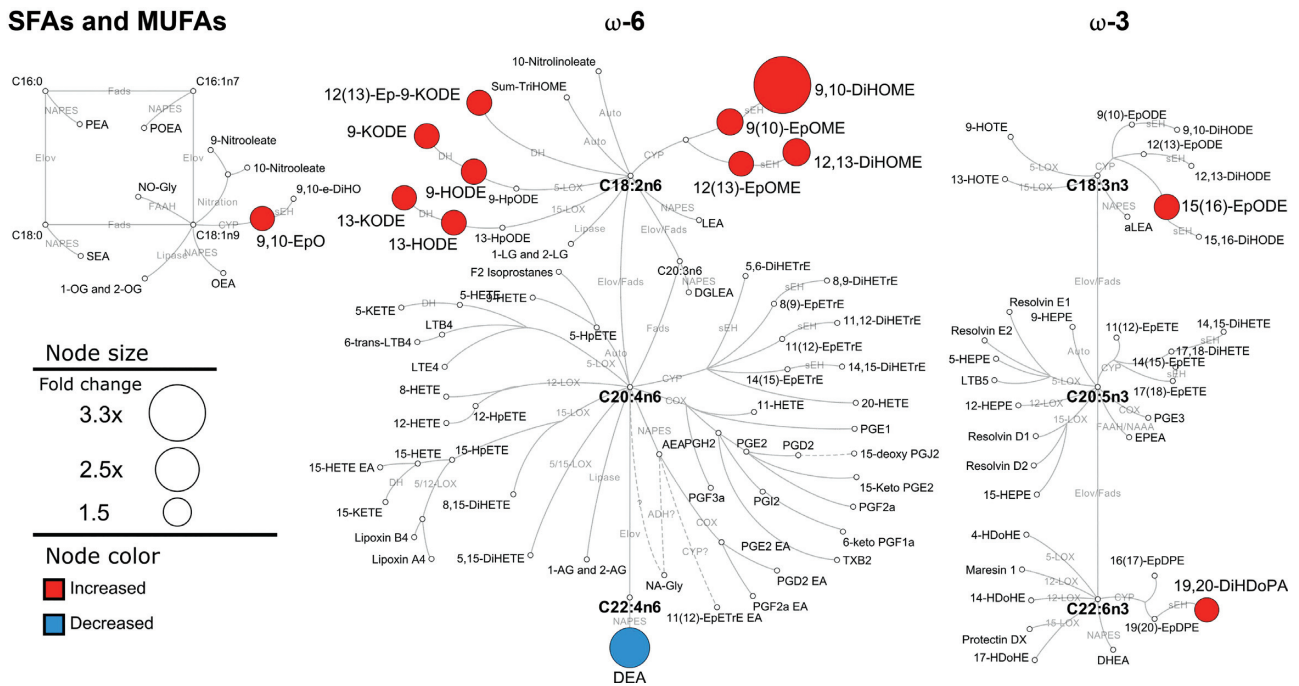 SFAs and MUFAs
ω-6
ω-3
C16:0
C16:1n7
Fads
NAPES
NAPES
PEA
POEA
Elov
Elov
9-Nitrooleate
10-Nitrooleate
NO-Gly
FAAH
Nitration
9,10-e-DiHO
sEH
CYP
9,10-EpO
C18:0
Fads
C18:1n9
NAPES
SEA
Lipase
NAPES
1-OG and 2-OG
OEA
Node size
Fold change
3.3x
2.5x
1.5
Node color
Increased
Decreased
10-Nitrolinoleate
Sum-TriHOME
12(13)-Ep-9-KODE
9-KODE
DH
9-HODE
13-KODE
DH
13-HODE
9-HpODE
5-LOX
15-LOX
13-HpODE
DH
Auto
Auto
CYP
sEH
9,10-DiHOME
9(10)-EpOME
sEH
12,13-DiHOME
12(13)-EpOME
C18:2n6
NAPES
LEA
Lipase
1-LG and 2-LG
Elov/Fads
C20:3n6
NAPES
DGLEA
Elov/Fads
Fads
F2 Isoprostanes
5-HETE
9-HETE
DH
5-KETE
5-HpETE
LTB4
6-trans-LTB4
LTE4
Auto
5-LOX
5,6-DiHETrE
sEH
8,9-DiHETrE
sEH
8(9)-EpETrE
11,12-DiHETrE
sEH
11(12)-EpETrE
sEH
14,15-DiHETrE
14(15)-EpETrE
CYP
20-HETE
8-HETE
12-LOX
12-HpETE
12-HETE
C20:4n6
COX
11-HETE
PGE1
15-LOX
15-HpETE
15-HETE
15-HETE EA
DH
15-KETE
5/12-LOX
Lipoxin B4
Lipoxin A4
8,15-DiHETE
5/15-LOX
5,15-DiHETE
Lipase
1-AG and 2-AG
NAPES
AEA
PGH2
PGE2
PGD2
15-deoxy PGJ2
15-Keto PGE2
PGF2a
PGI2
PGF3a
6-keto PGF1a
TXB2
?
ADH?
CYP?
COX
PGE2 EA
PGD2 EA
PGF2a EA
NA-Gly
11(12)-EpETrE EA
Elov
C22:4n6
NAPES
DEA
9-HOTE
13-HOTE
5-LOX
15-LOX
C18:3n3
CYP
9(10)-EpODE
sEH
9,10-DiHODE
12(13)-EpODE
sEH
12,13-DiHODE
15(16)-EpODE
sEH
15,16-DiHODE
NAPES
aLEA
Elov/Fads
Resolvin E1
9-HEPE
Resolvin E2
5-HEPE
LTB5
Auto
5-LOX
11(12)-EpETE
14,15-DiHETE
sEH
17,18-DiHETE
14(15)-EpETE
sEH
17(18)-EpETE
CYP
12-HEPE
12-LOX
C20:5n3
COX
PGE3
FAAH/NAAA
EPEA
15-LOX
Resolvin D1
Resolvin D2
15-HEPE
Elov/Fads
4-HDoHE
5-LOX
Maresin 1
12-LOX
14-HDoHE
12-LOX
C22:6n3
CYP
16(17)-EpDPE
19,20-DiHDoPA
sEH
19(20)-EpDPE
15-LOX
Protectin DX
17-HDoHE
NAPES
DHEA